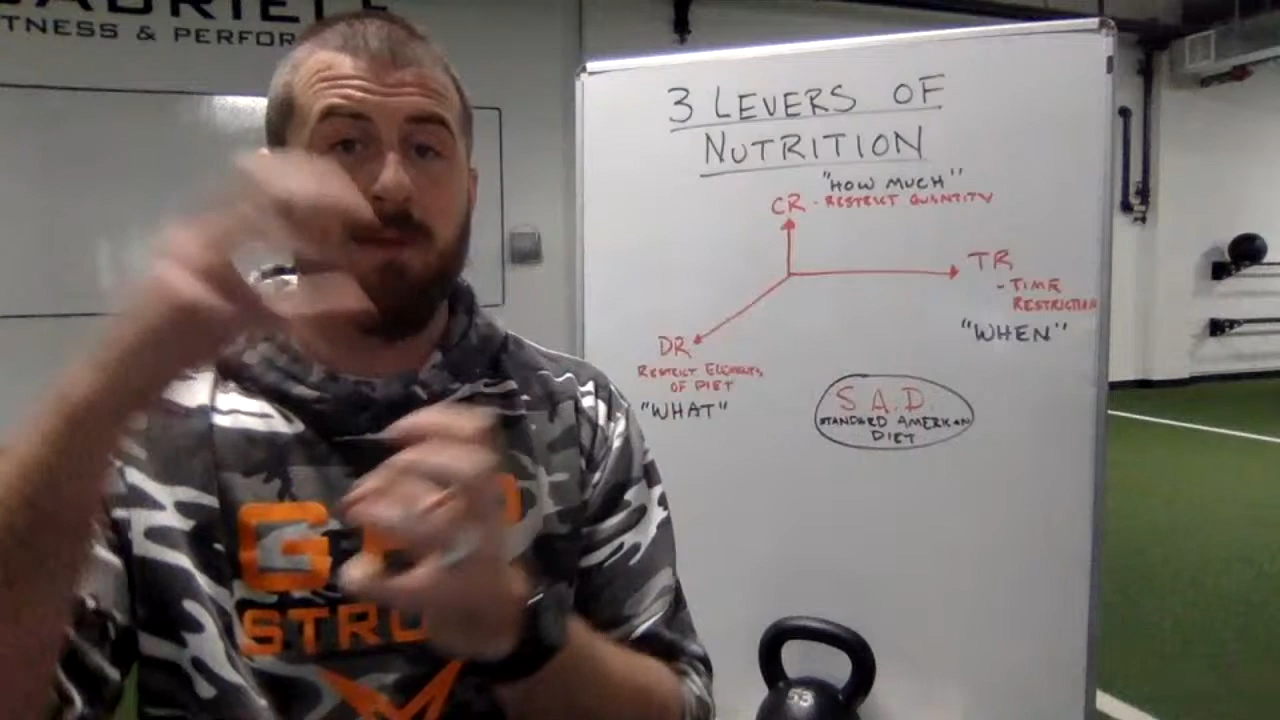 TNESS & PERFOR
3 LEVERS OF
NUTRITION
"HOW MUCH"
CR - RESTRICT QUANTITY
TR
- TIME
RESTRICTION
"WHEN"
DR
RESTRICT ELEMENTS
OF DIET
"WHAT"
S.A.D.
STANDARD AMERICAN
DIET
STRO
53